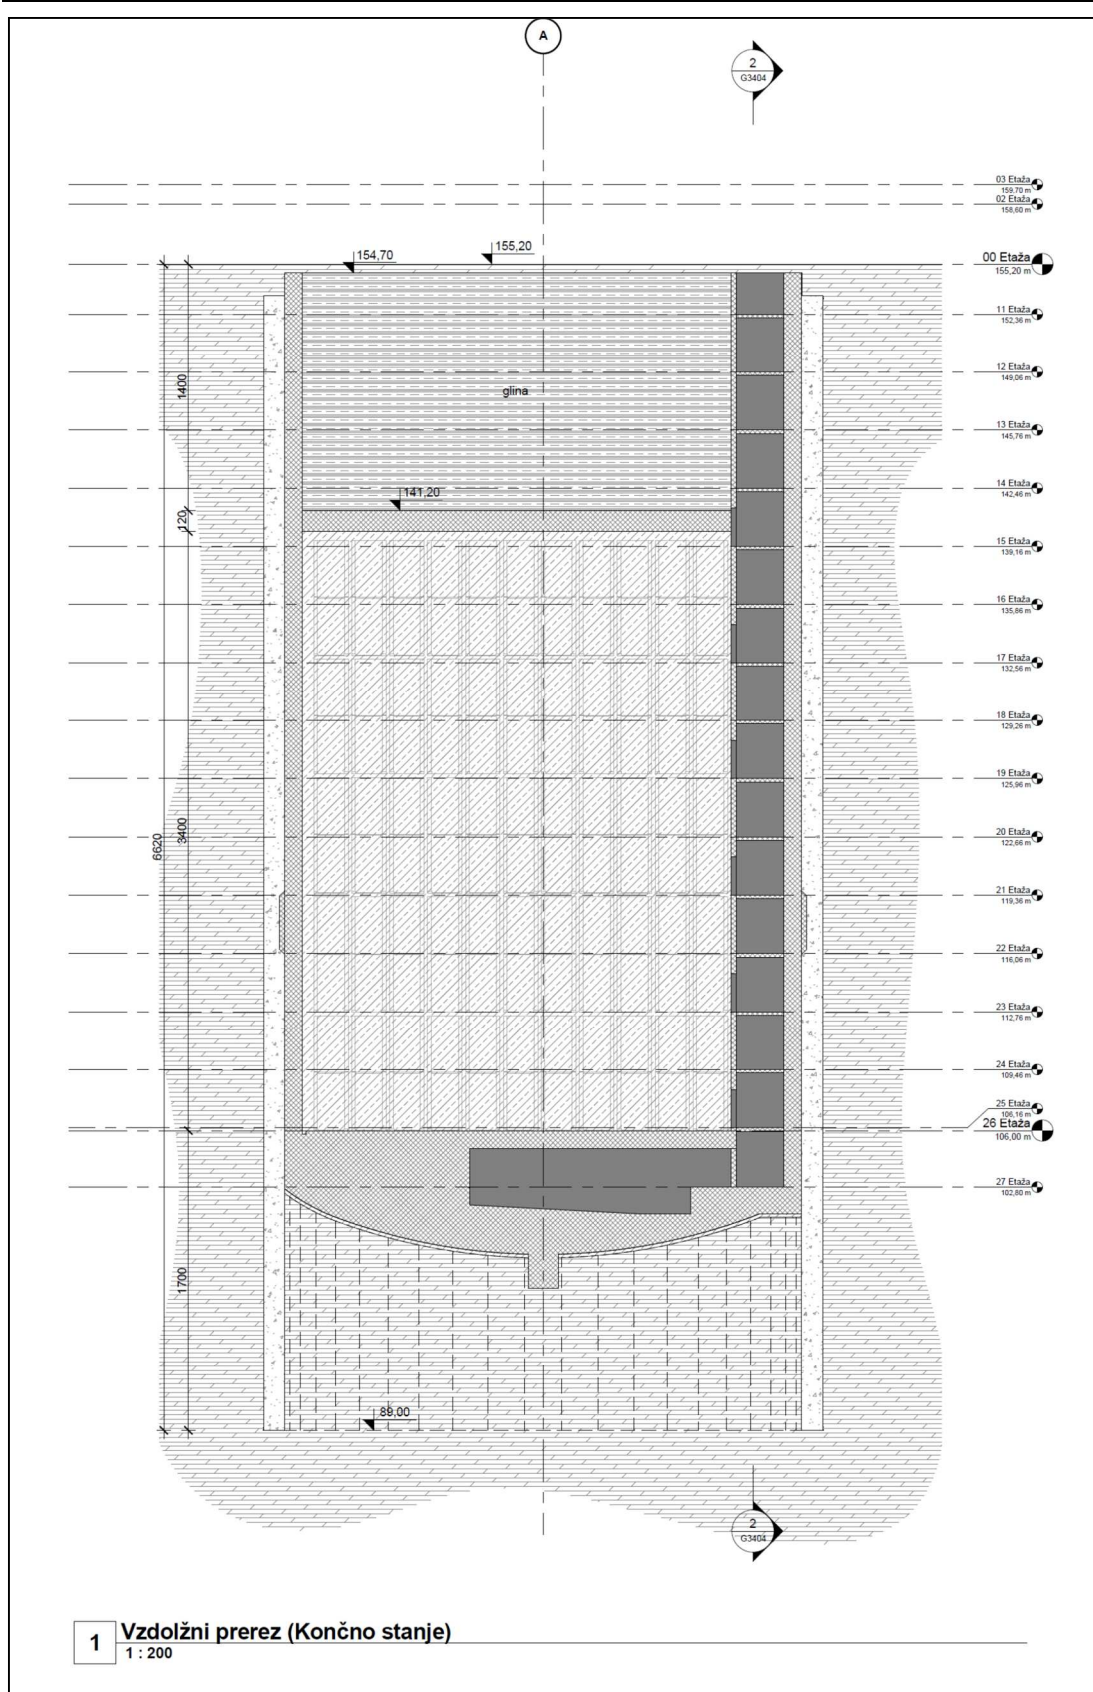 A
2
G3404
03 Etaža
159,70 m
02 Etaža
158,60 m
154,70
155,20
00 Etaža
155,20 m
11 Etaža
152,36 m
12 Etaža
149,06 m
1400
glina
13 Etaža
145,76 m
14 Etaža
142,46 m
141,20
120
15 Etaža
139,16 m
16 Etaža
135,86 m
17 Etaža
132,56 m
18 Etaža
129,26 m
19 Etaža
125,96 m
20 Etaža
122,66 m
6620
3400
21 Etaža
119,36 m
22 Etaža
116,06 m
23 Etaža
112,76 m
24 Etaža
109,46 m
25 Etaža
106,16 m
26 Etaža
106,00 m
27 Etaža
102,80 m
1700
89,00
2
G3404
1
Vzdolžni prerez (Končno stanje)
1 : 200